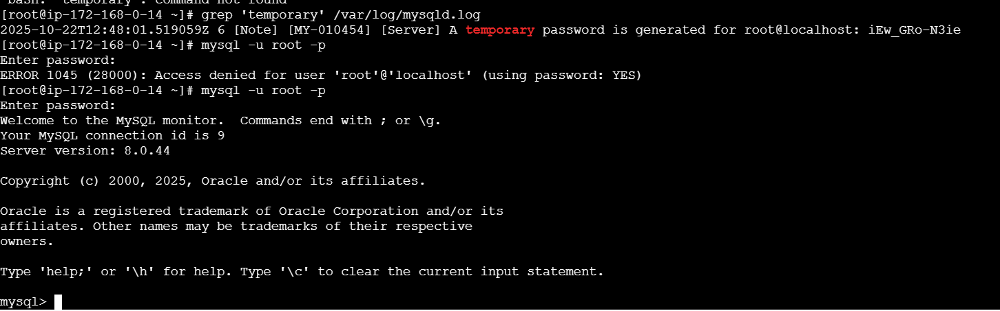 bash: 'temporary': command not found
[root@ip-172-168-0-14 ~]# grep 'temporary' /var/log/mysqld.log
2025-10-22T12:48:01.519059Z 6 [Note] [MY-010454] [Server] A temporary password is generated for root@localhost: iEw_GRo-N3ie
[root@ip-172-168-0-14 ~]# mysql -u root -p
Enter password:
ERROR 1045 (28000): Access denied for user 'root'@'localhost' (using password: YES)
[root@ip-172-168-0-14 ~]# mysql -u root -p
Enter password:
Welcome to the MySQL monitor.  Commands end with ; or \g.
Your MySQL connection id is 9
Server version: 8.0.44
Copyright (c) 2000, 2025, Oracle and/or its affiliates.
Oracle is a registered trademark of Oracle Corporation and/or its
affiliates. Other names may be trademarks of their respective
owners.
Type 'help;' or '\h' for help. Type '\c' to clear the current input statement.
mysql>